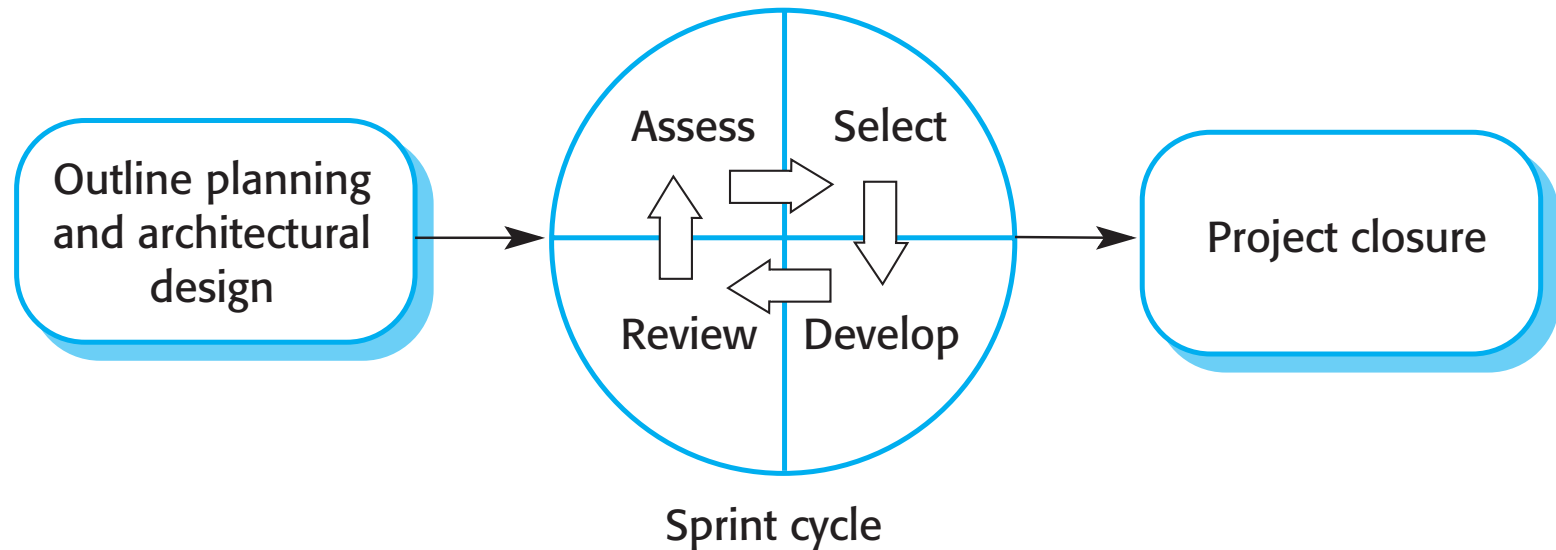 Outline planning
and architectural
design
Assess
Select
Review
Develop
Sprint cycle
Project closure